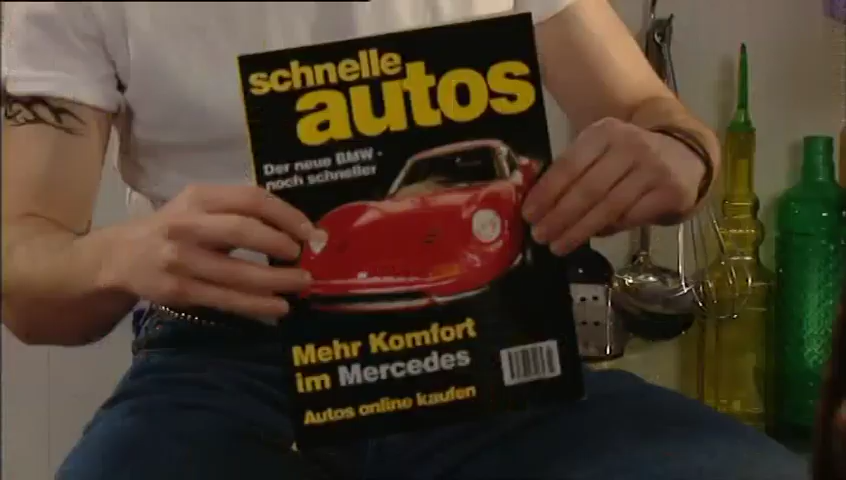 schnelle
autos
Der neue BMW -
noch schneller
Mehr Komfort
im Mercedes
Autos online kaufen